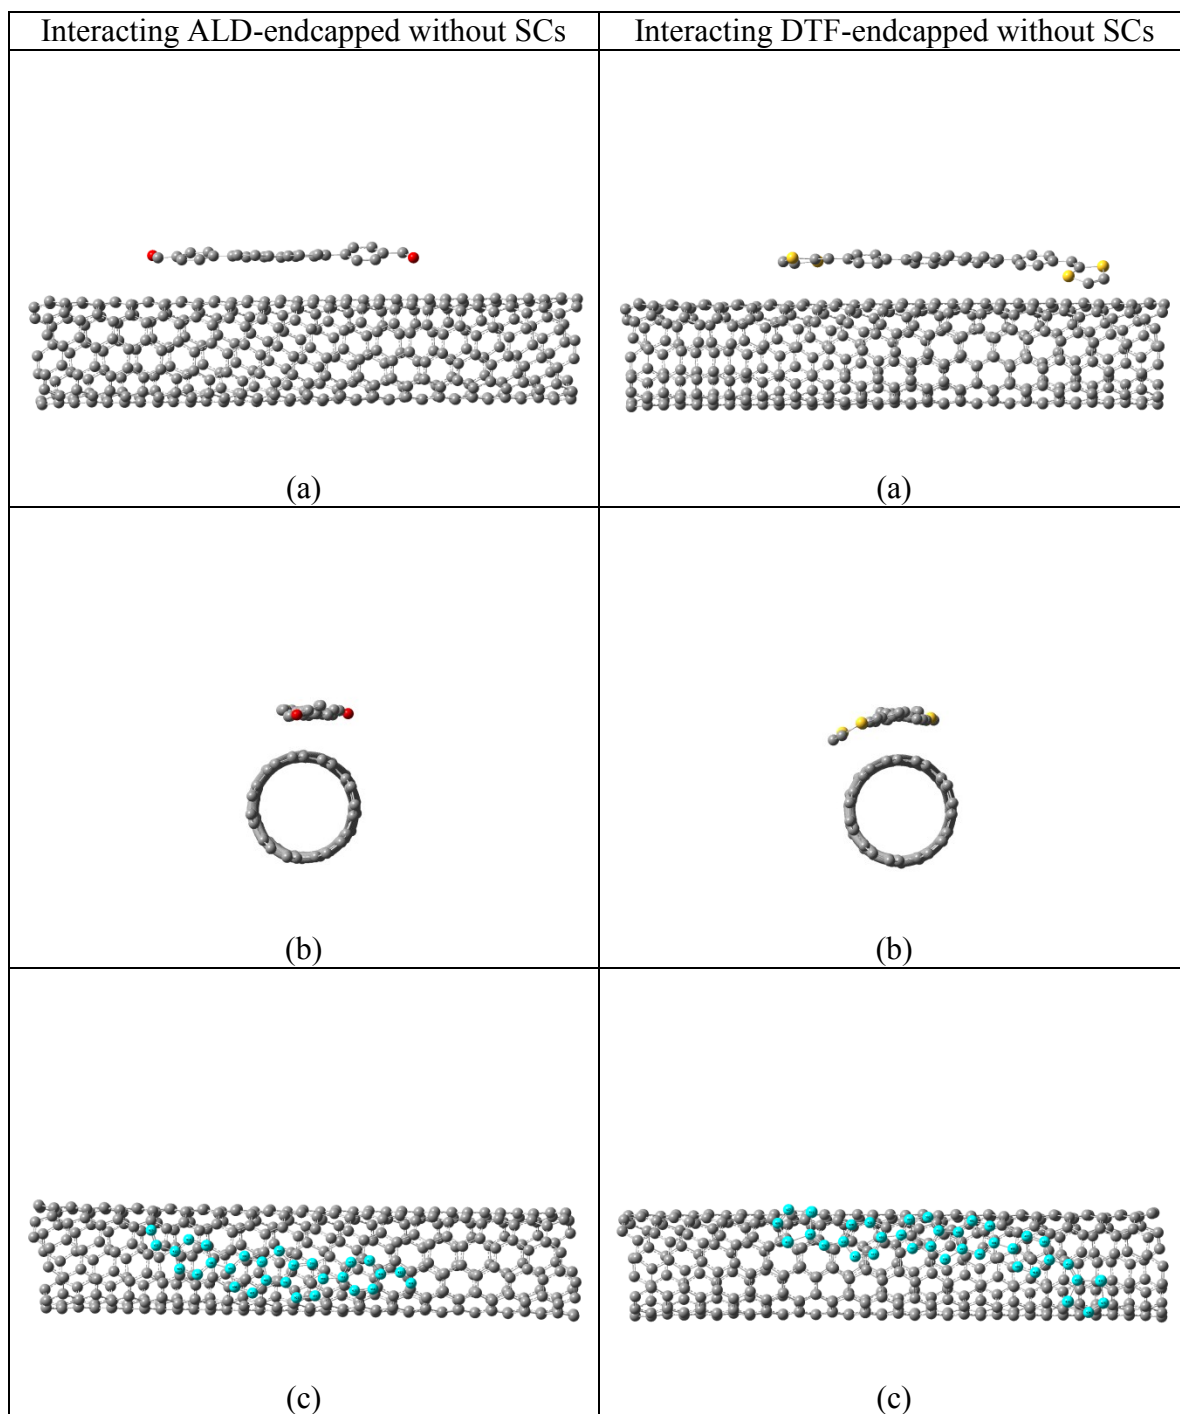 Interacting ALD-endcapped without SCs
Interacting DTF-endcapped without SCs
(a)
(a)
(b)
(b)
(c)
(c)